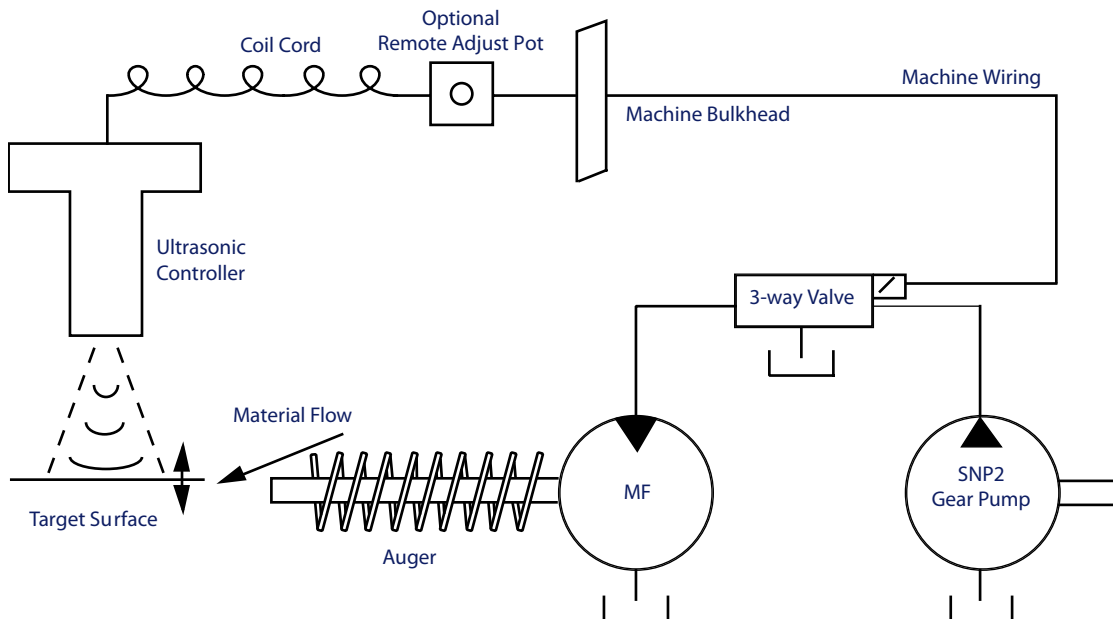 Optional
Remote Adjust Pot
Coil Cord
Machine Wiring
Machine Bulkhead
Ultrasonic
Controller
3-way Valve
Material Flow
SNP2
Gear Pump
MF
Target Surface
Auger